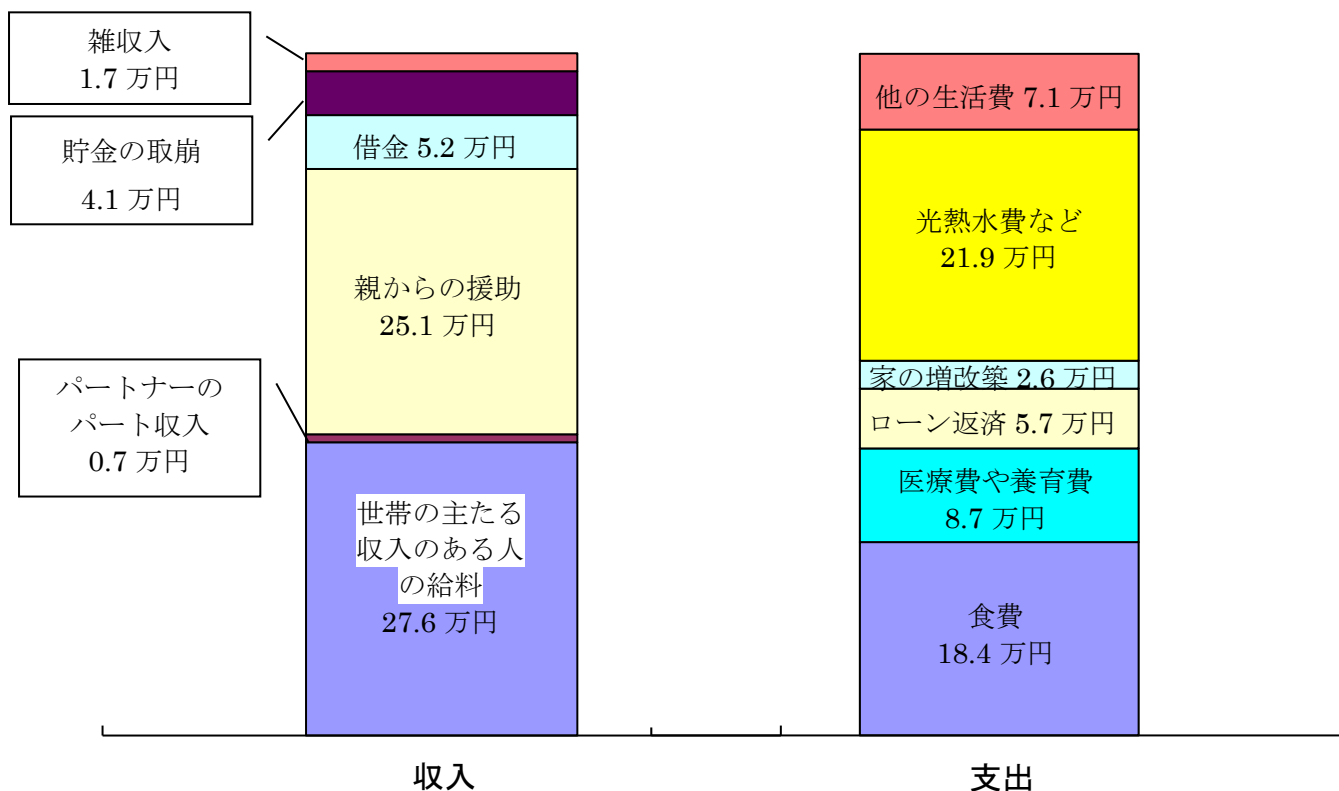 雑収入
1.7 万円
貯金の取崩
4.1 万円
借金 5.2 万円
親からの援助
25.1 万円
パートナーの
パート収入
0.7 万円
世帯の主たる
収入のある人
の給料
27.6 万円
収入
他の生活費 7.1 万円
光熱水費など
21.9 万円
家の増改築 2.6 万円
ローン返済 5.7 万円
医療費や養育費
8.7 万円
食費
18.4 万円
支出